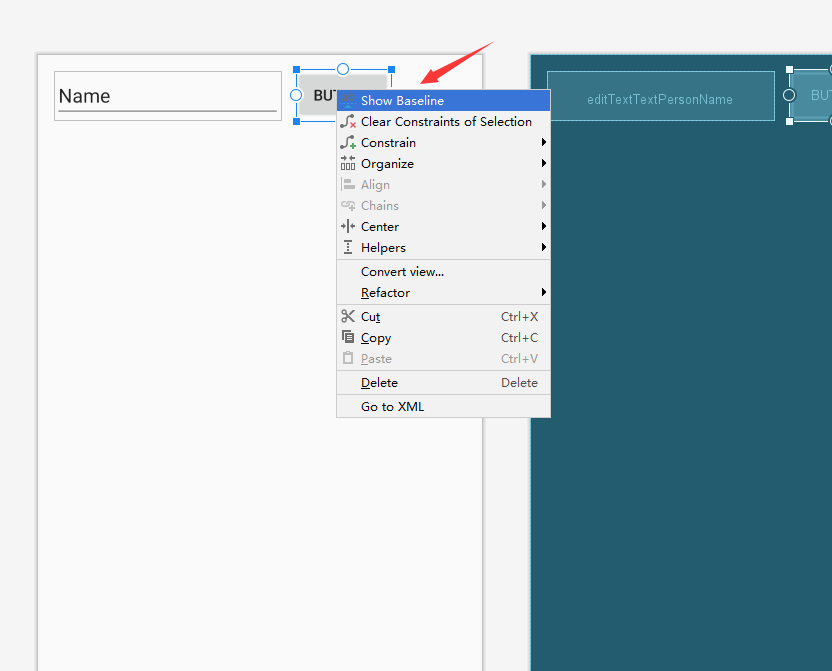 Name
BU
Show Baseline
Clear Constraints of Selection
Constrain
Organize
Align
Chains
Center
Helpers
Convert view...
Refactor
Cut Ctrl+X
Copy Ctrl+C
Paste Ctrl+V
Delete Delete
Go to XML
editTextTextPersonName
BU